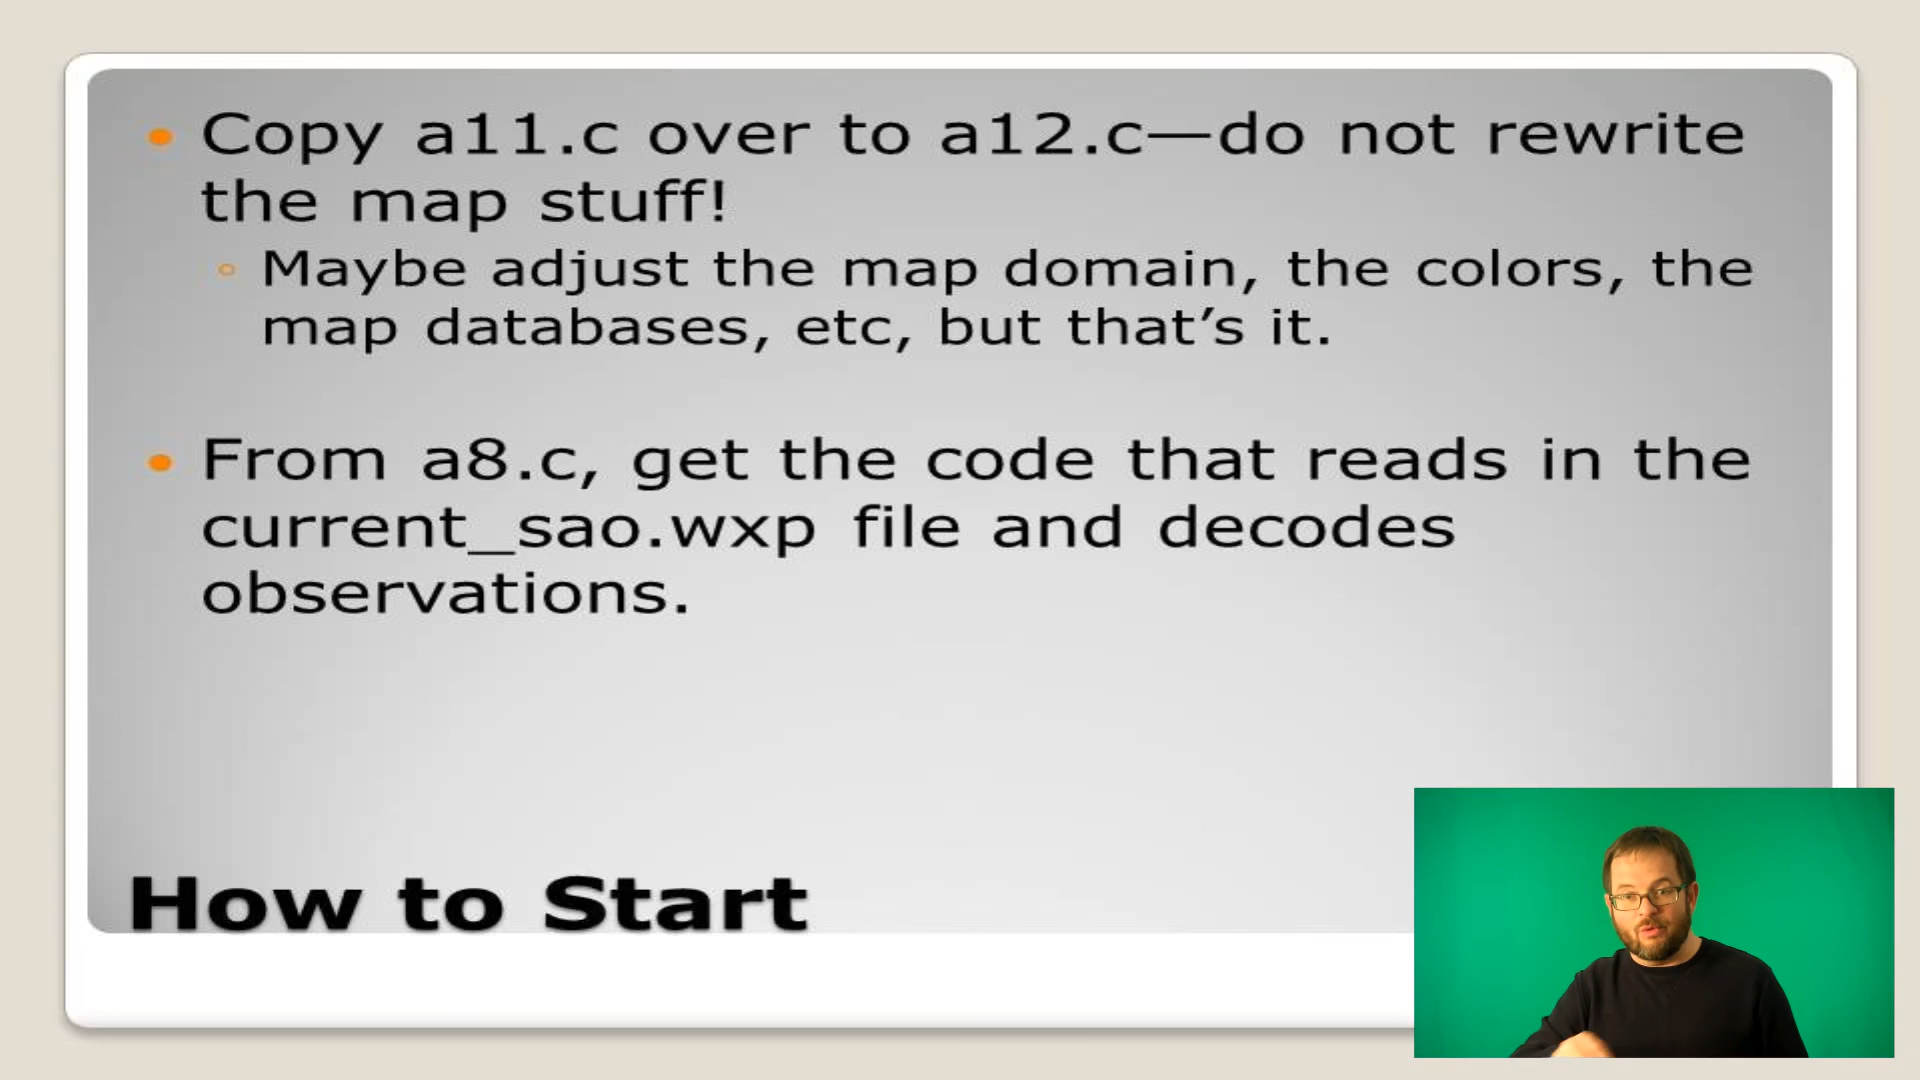 Copy a11.c over to a12.c—do not rewrite
the map stuff!
Maybe adjust the map domain, the colors, the
map databases, etc, but that’s it.
From a8.c, get the code that reads in the
current_sao.wxp file and decodes
observations.
How to Start